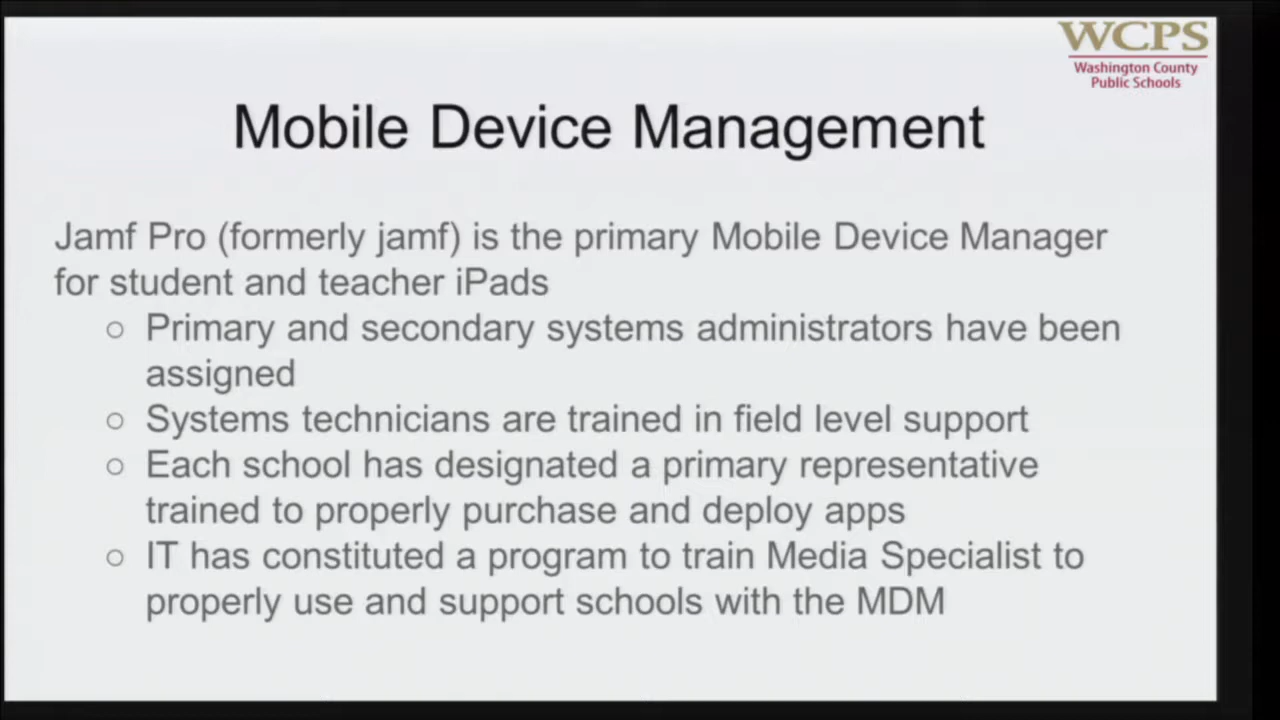 WCPS
Washington County
Public Schools
Mobile Device Management
Jamf Pro (formerly jamf) is the primary Mobile Device Manager
for student and teacher iPads
○ Primary and secondary systems administrators have been
assigned
○ Systems technicians are trained in field level support
○ Each school has designated a primary representative
trained to properly purchase and deploy apps
○ IT has constituted a program to train Media Specialist to
properly use and support schools with the MDM